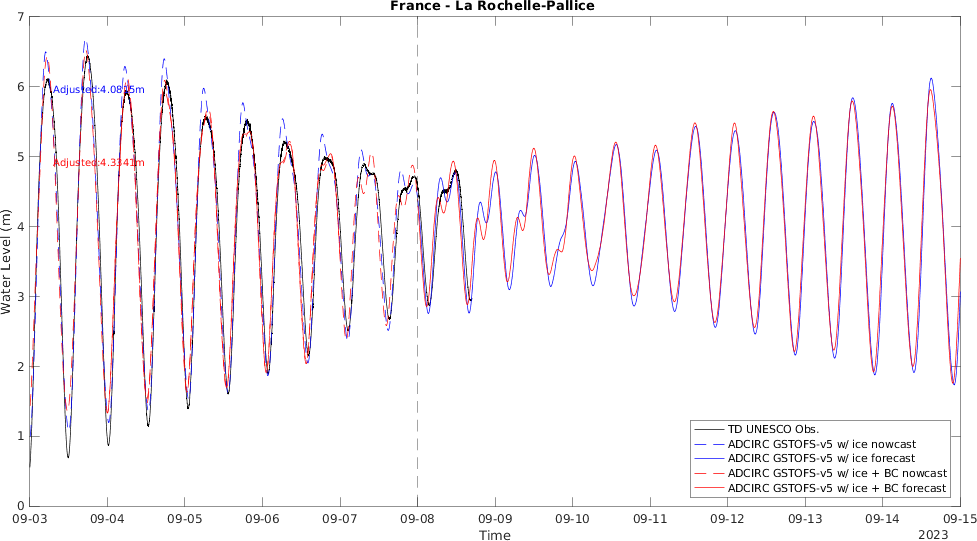 France - La Rochelle-Pallice
7
6
5
4
3
2
1
0
Water Level (m)
Adjusted:4.0815m
Adjusted:4.3341m
TD UNESCO Obs.
ADCIRC GSTOFS-v5 w/ ice nowcast
ADCIRC GSTOFS-v5 w/ ice forecast
ADCIRC GSTOFS-v5 w/ ice + BC nowcast
ADCIRC GSTOFS-v5 w/ ice + BC forecast
09-03 09-04 09-05 09-06 09-07 09-08 09-09 09-10 09-11 09-12 09-13 09-14 09-15
Time
2023